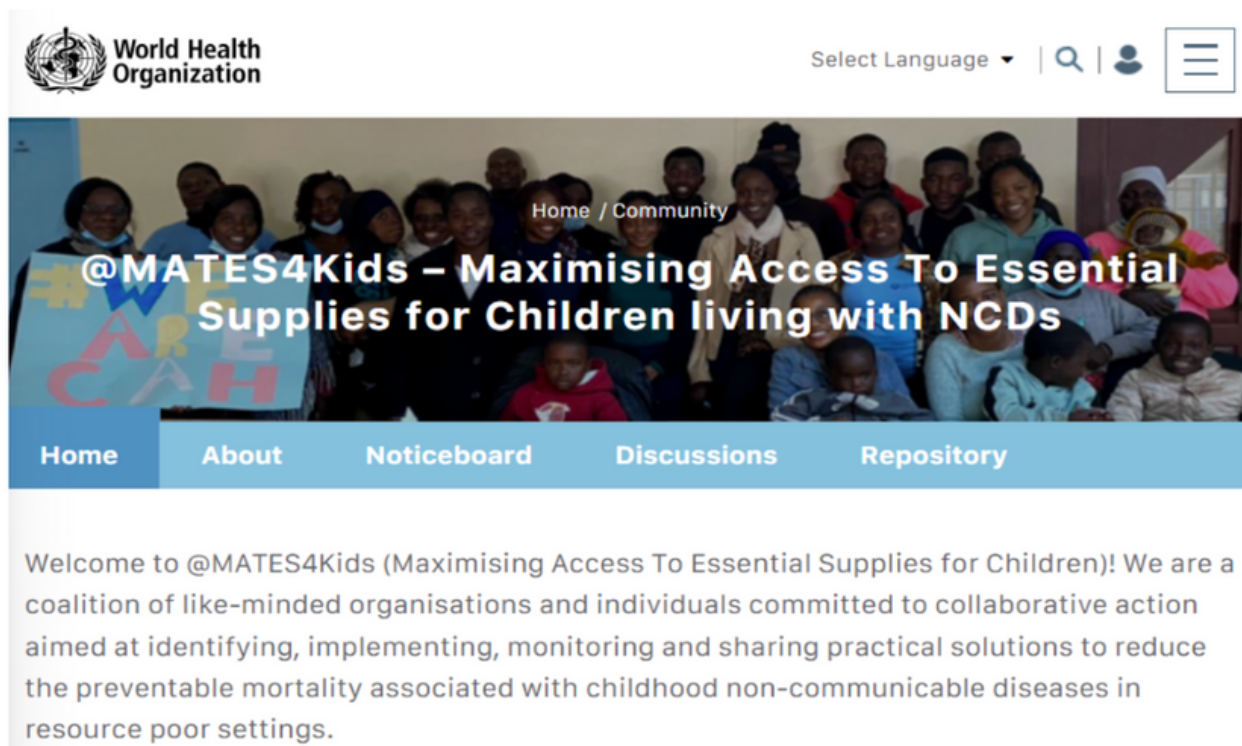 World Health
Organization
Select Language
Home / Community
@MATES4Kids – Maximising Access To Essential
Supplies for Children living with NCDs
#WE
ARE
CAH
Home About Noticeboard Discussions Repository
Welcome to @MATES4Kids (Maximising Access To Essential Supplies for Children)! We are a
coalition of like-minded organisations and individuals committed to collaborative action
aimed at identifying, implementing, monitoring and sharing practical solutions to reduce
the preventable mortality associated with childhood non-communicable diseases in
resource poor settings.